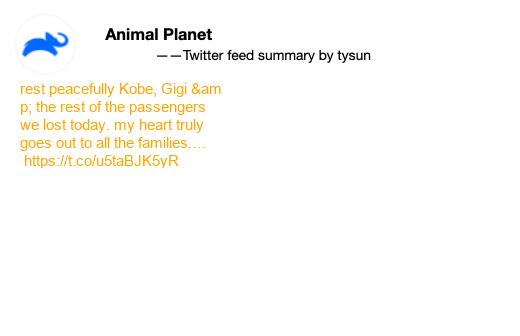 Animal Planet
——Twitter feed summary by tysun
rest peacefully Kobe, Gigi &am
p; the rest of the passengers
we lost today. my heart truly
goes out to all the families.…
https://t.co/u5taBJK5yR